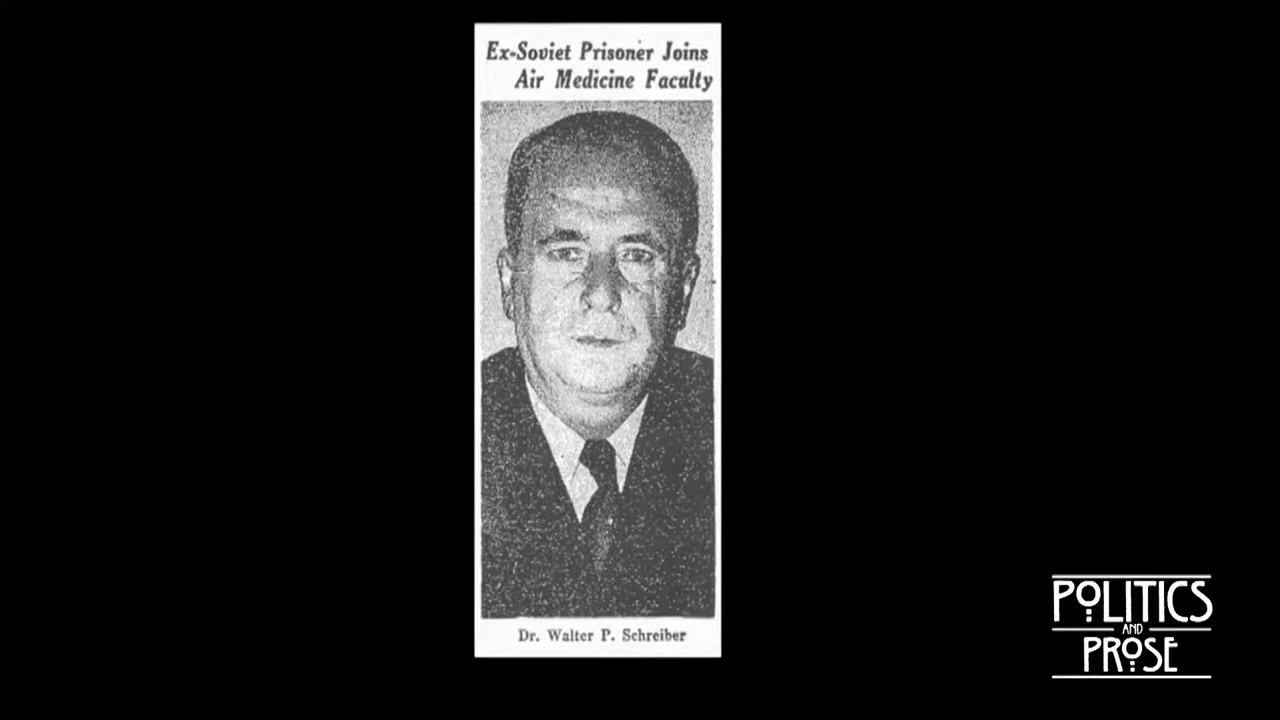 Ex-Soviet Prisoner Joins
Air Medicine Faculty
Dr. Walter P. Schreiber
POLITICS
AND
PROSE